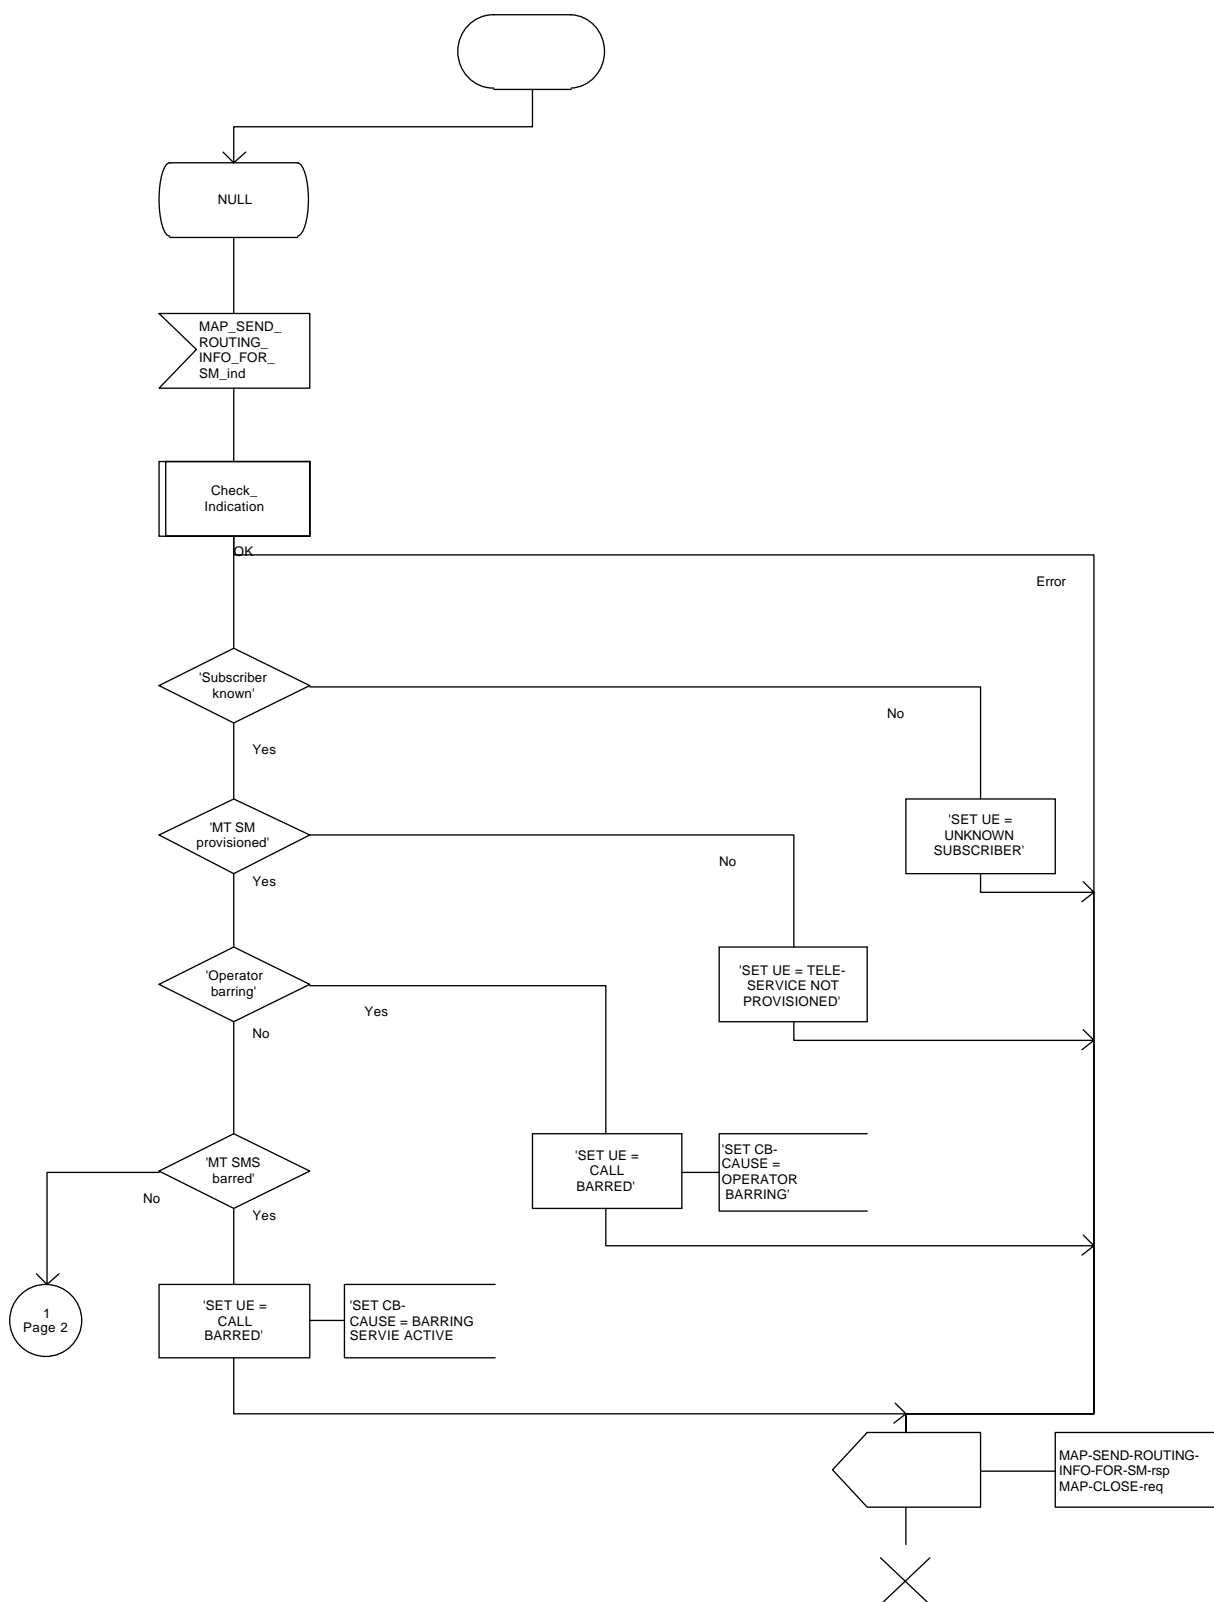 NULL
MAP_SEND_
ROUTING_
INFO_FOR_
SM_ind
Check_
Indication
OK
Error
'Subscriber
known'
No
Yes
'MT SM
provisioned'
No
Yes
'SET UE =
UNKNOWN
SUBSCRIBER'
'Operator
barring'
Yes
No
'SET UE = TELE-
SERVICE NOT
PROVISIONED'
'MT SMS
barred'
No
Yes
'SET UE =
CALL
BARRED'
'SET CB-
CAUSE =
OPERATOR
BARRING'
1
Page 2
'SET UE =
CALL
BARRED'
'SET CB-
CAUSE = BARRING
SERVIE ACTIVE
MAP-SEND-ROUTING-
INFO-FOR-SM-rsp
MAP-CLOSE-req